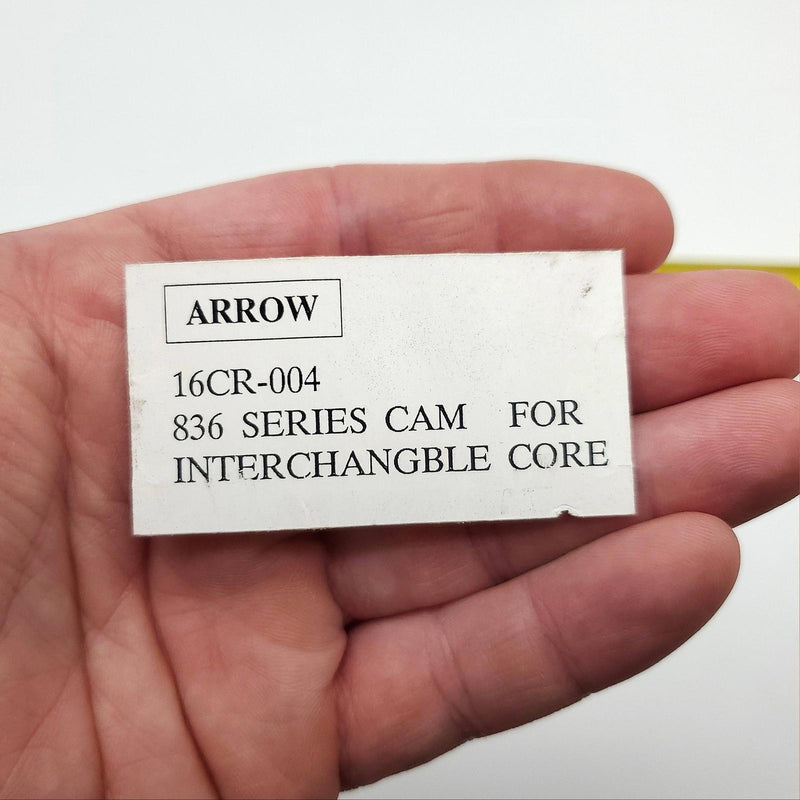 ARROW
16CR-004
836 SERIES CAM FOR
INTERCHANGBLE CORE